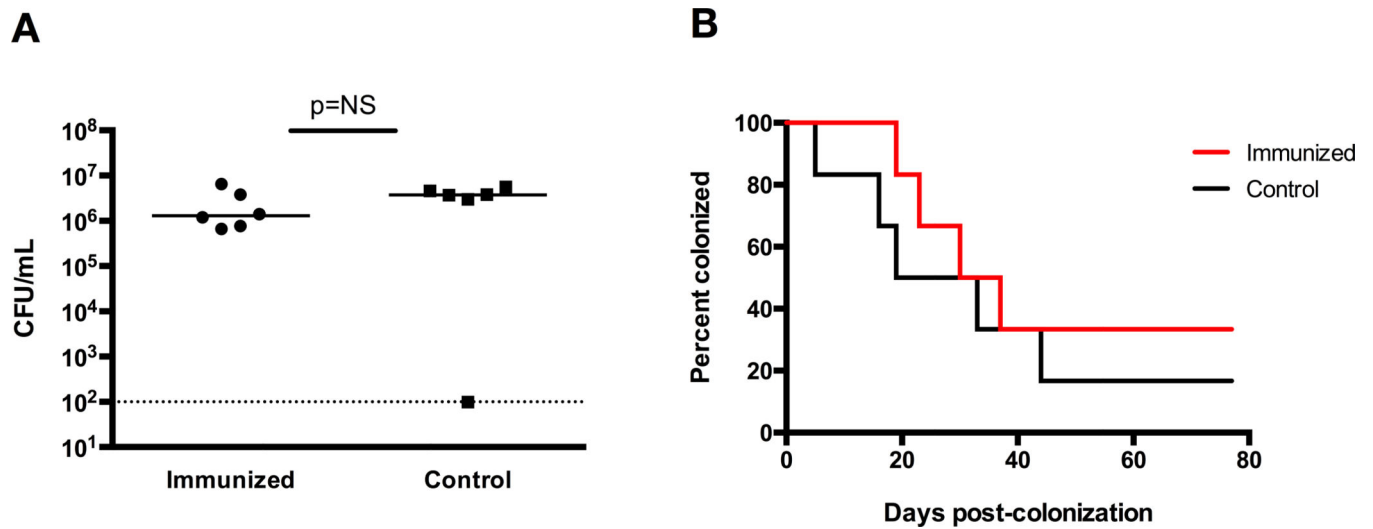 A
B
p=NS
CFU/mL
10⁸
10⁷
10⁶
10⁵
10⁴
10³
10²
10¹
Immunized Control
Percent colonized
100
80
60
40
20
0
0 20 40 60 80
Days post-colonization
Immunized
Control